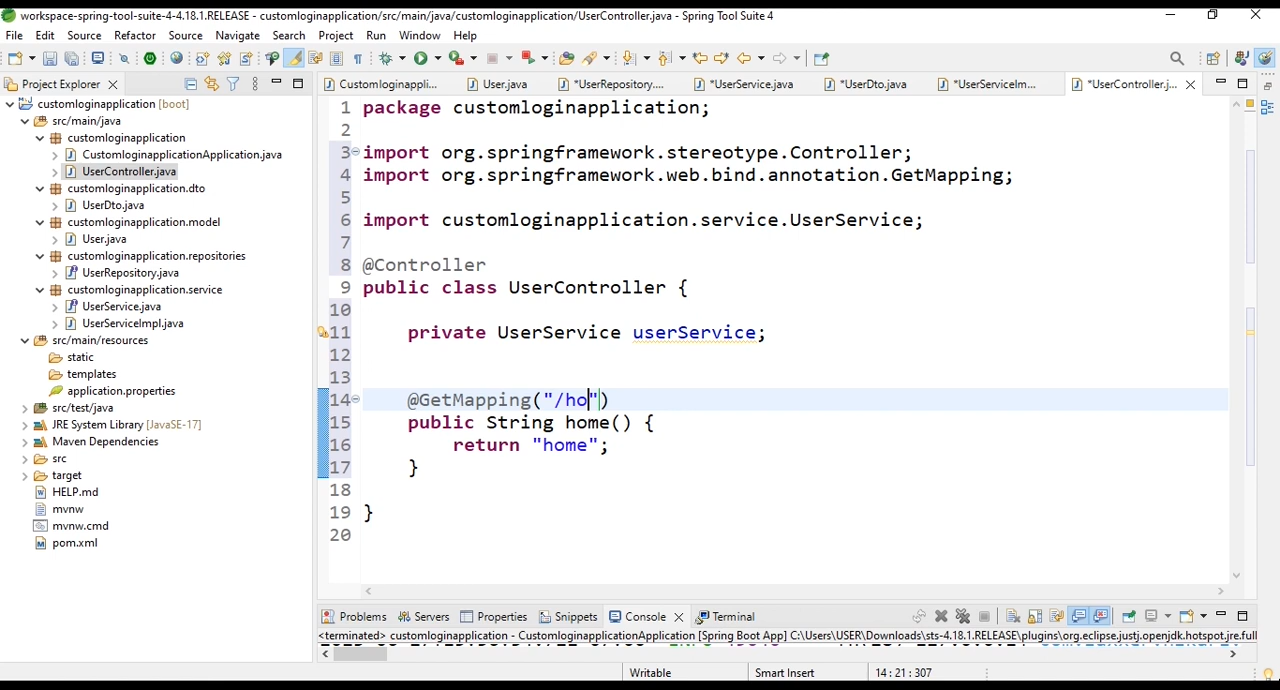 workspace-spring-tool-suite-4-4.18.1.RELEASE - customloginapplication/src/main/java/customloginapplication/UserController.java - Spring Tool Suite 4
File Edit Source Refactor Source Navigate Search Project Run Window Help
Project Explorer
Customloginappli... User.java *UserRepository.... *UserService.java *UserDto.java *UserServiceIm... *UserController.j...
customloginapplication [boot]
src/main/java
customloginapplication
CustomloginapplicationApplication.java
UserController.java
customloginapplication.dto
UserDto.java
customloginapplication.model
User.java
customloginapplication.repositories
UserRepository.java
customloginapplication.service
UserService.java
UserServiceImpl.java
src/main/resources
static
templates
application.properties
src/test/java
JRE System Library [JavaSE-17]
Maven Dependencies
src
target
HELP.md
mvnw
mvnw.cmd
pom.xml
1 package customloginapplication;
2
3 import org.springframework.stereotype.Controller;
4 import org.springframework.web.bind.annotation.GetMapping;
5
6 import customloginapplication.service.UserService;
7
8 @Controller
9 public class UserController {
10
11 private UserService userService;
12
13
14 @GetMapping("/ho")
15 public String home() {
16 return "home";
17 }
18
19 }
20
Problems Servers Properties Snippets Console Terminal
<terminated> customloginapplication - CustomloginapplicationApplication [Spring Boot App] C:\Users\USER\Downloads\sts-4.18.1.RELEASE\plugins\org.eclipse.justj.openjdk.hotspot.jre.full
Writable Smart Insert 14 : 21 : 307